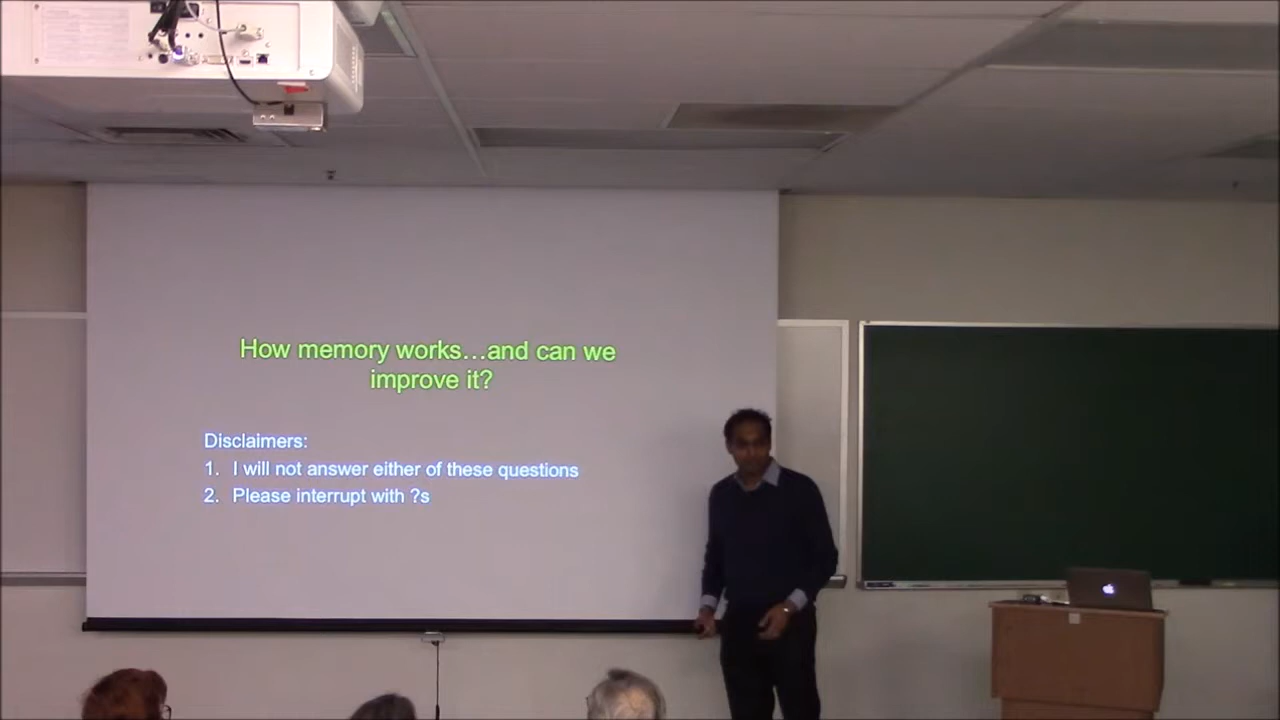 How memory works…and can we
improve it?
Disclaimers:
1. I will not answer either of these questions
2. Please interrupt with ?s